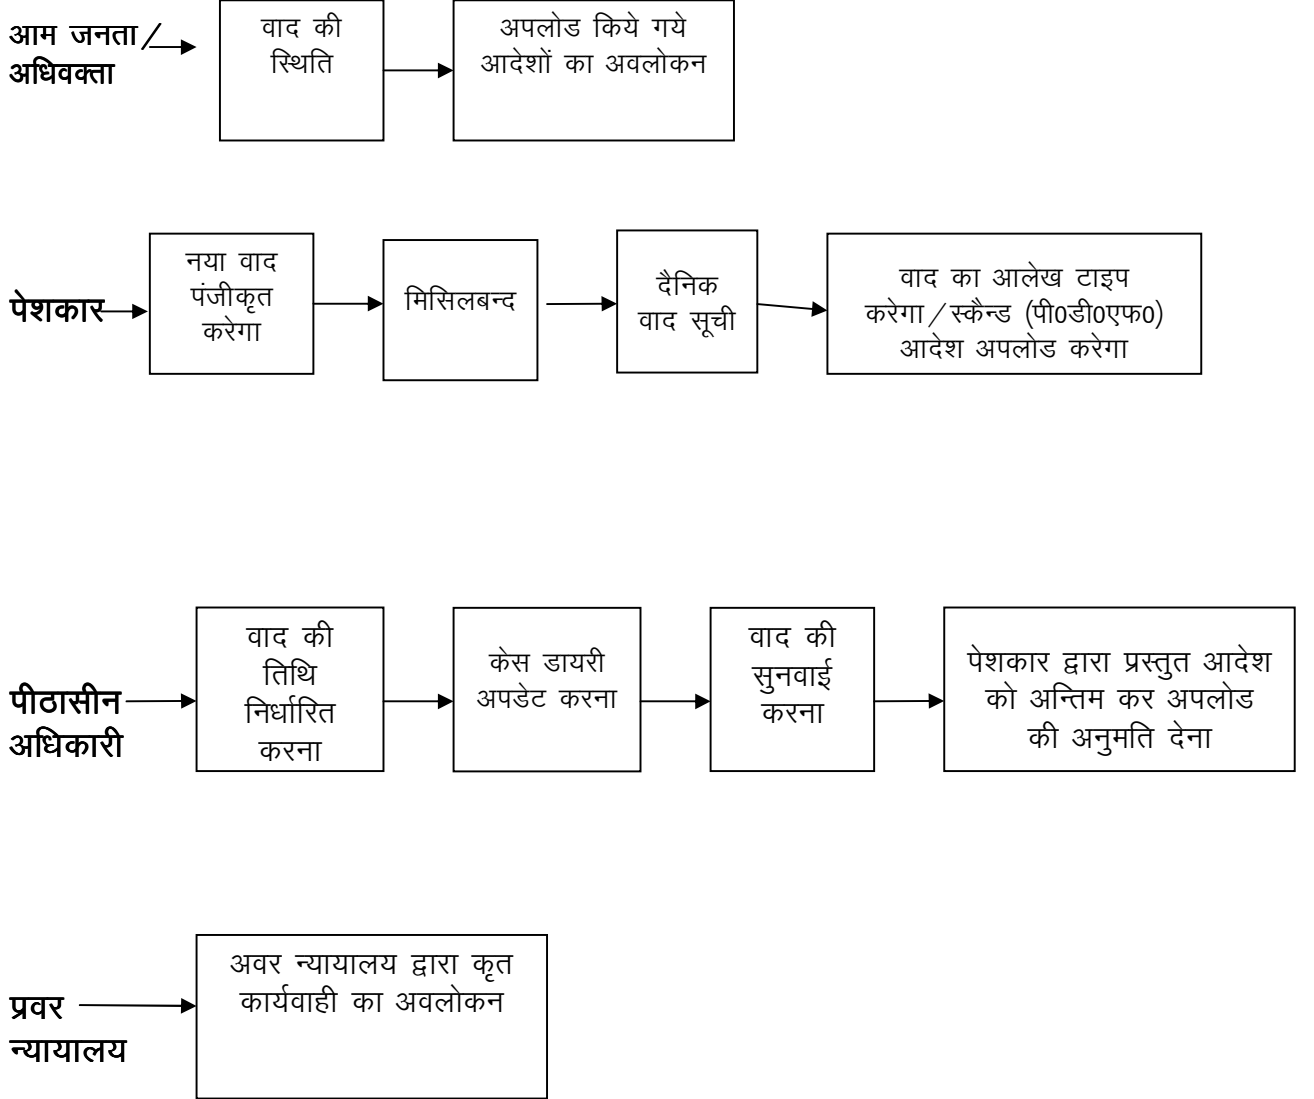 आम जनता/
अधिवक्ता
वाद की
स्थिति
अपलोड किये गये
आदेशों का अवलोकन
पेशकार
नया वाद
पंजीकृत
करेगा
मिसिलबन्द
दैनिक
वाद सूची
वाद का आलेख टाइप
करेगा/स्कैन्ड (पी0डी0एफ0)
आदेश अपलोड करेगा
पीठासीन
अधिकारी
वाद की
तिथि
निर्धारित
करना
केस डायरी
अपडेट करना
वाद की
सुनवाई
करना
पेशकार द्वारा प्रस्तुत आदेश
को अन्तिम कर अपलोड
की अनुमति देना
प्रवर
न्यायालय
अवर न्यायालय द्वारा कृत
कार्यवाही का अवलोकन